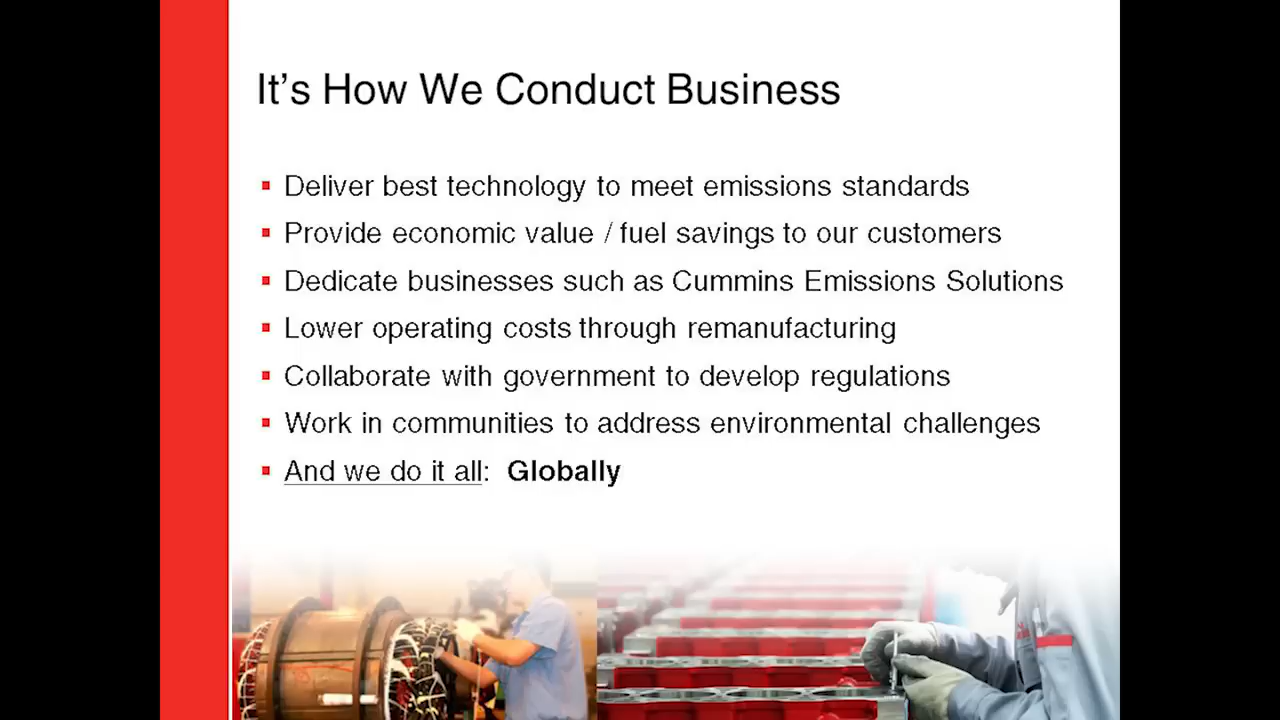 It's How We Conduct Business
Deliver best technology to meet emissions standards
Provide economic value / fuel savings to our customers
Dedicate businesses such as Cummins Emissions Solutions
Lower operating costs through remanufacturing
Collaborate with government to develop regulations
Work in communities to address environmental challenges
And we do it all: Globally